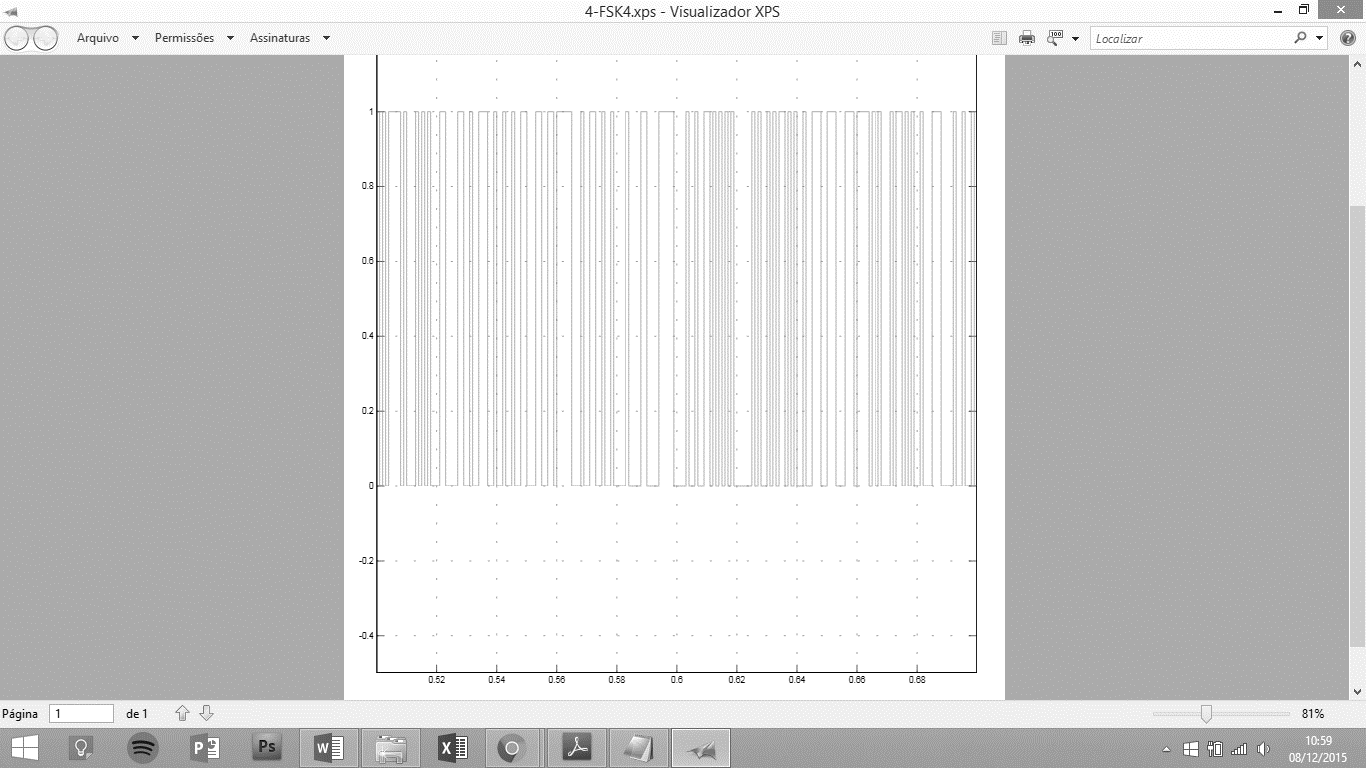 4-FSK4.xps - Visualizador XPS
Arquivo Permissões Assinaturas
100
Localizar
1
0.8
0.6
0.4
0.2
0
-0.2
-0.4
0.52 0.54 0.56 0.58 0.6 0.62 0.64 0.66 0.68
Página 1 de 1 81%
Ps
10:59
08/12/2015